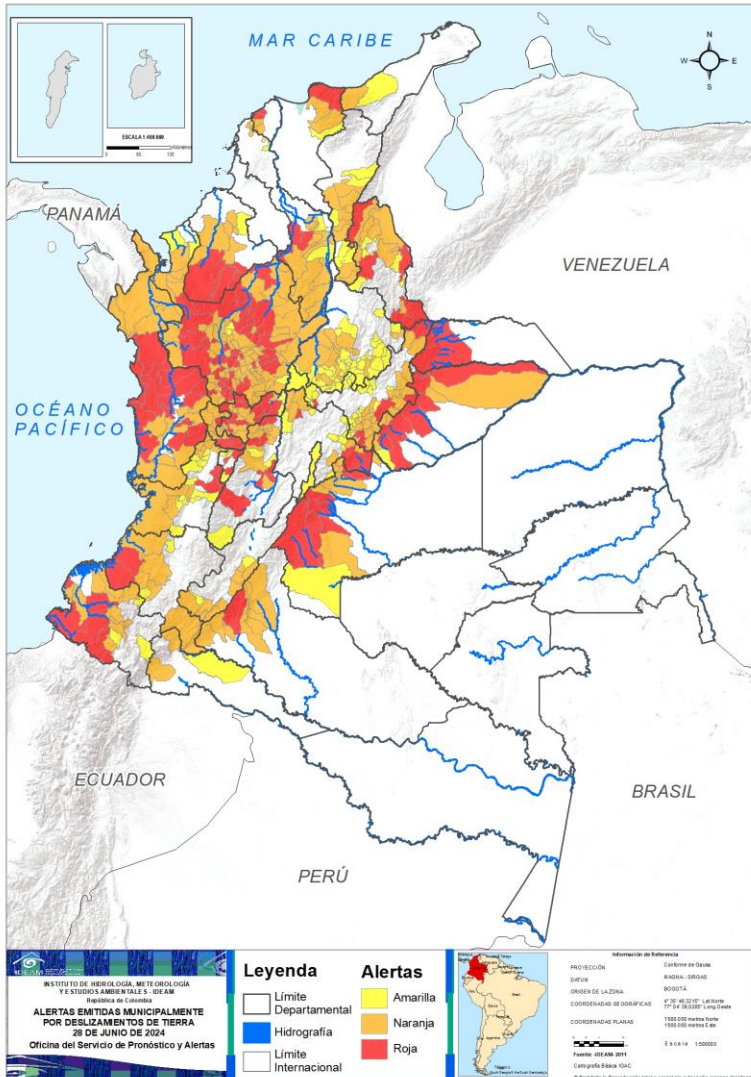 MAR CARIBE
N
W E
S
ESCALA 1:400.000
PANAMÁ
VENEZUELA
OCÉANO
PACÍFICO
ECUADOR
BRASIL
PERÚ
IDEAM
INSTITUTO DE HIDROLOGÍA, METEOROLOGÍA
Y ESTUDIOS AMBIENTALES - IDEAM
República de Colombia
ALERTAS EMITIDAS MUNICIPALMENTE
POR DESLIZAMIENTOS DE TIERRA
28 DE JUNIO DE 2024
Oficina del Servicio de Pronóstico y Alertas
Leyenda
Límite
Departamental
Hidrografía
Límite
Internacional
Alertas
Amarilla
Naranja
Roja
Información de Referencia
PROYECCIÓN Conforme de Gauss
DATUM MAGNA - SIRGAS
ORIGEN DE LA ZONA BOGOTÁ
COORDENADAS GEOGRÁFICAS
COORDENADAS PLANAS 1'000.000 metros Norte
1'000.000 metros Este
Fuente: IDEAM- 2011
Cartografía Básica: IGAC